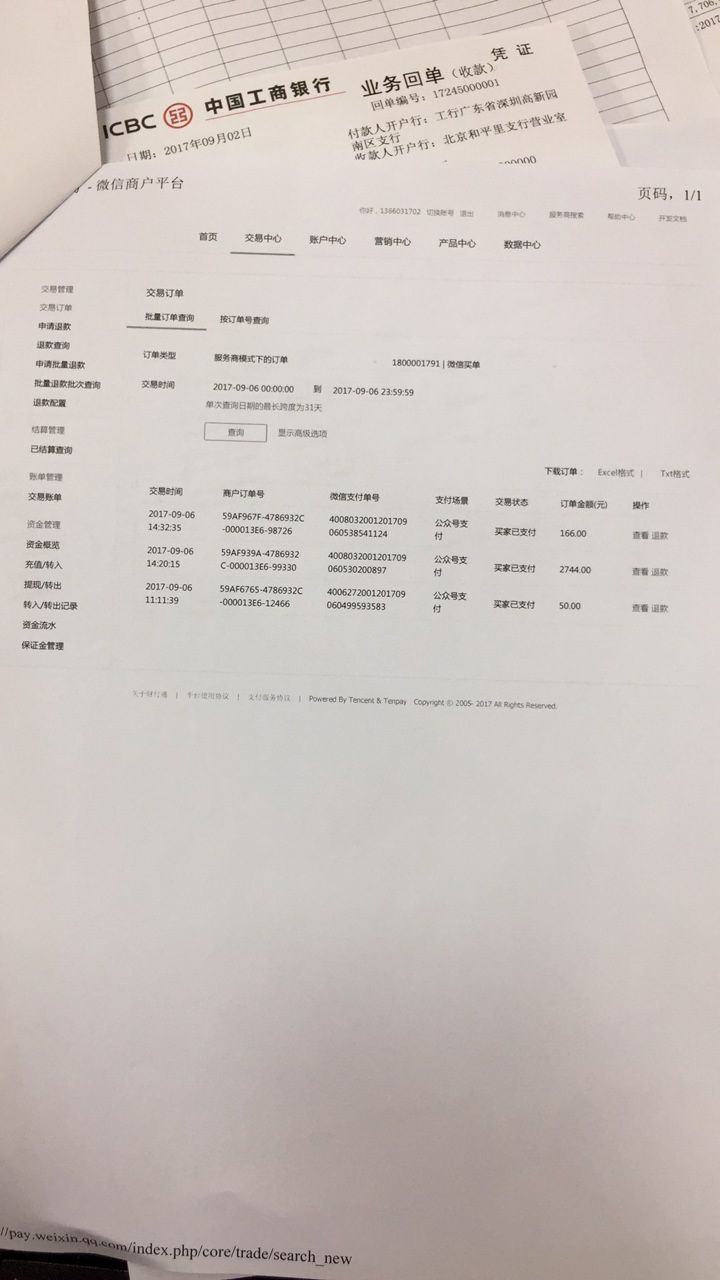 7,706,
:2017
凭 证
ICBC 中国工商银行
业务回单（收款）
回单编号：17245000001
日期：2017年09月02日
付款人开户行：工行广东省深圳高新园
南区支行
收款人开户行：北京和平里支行营业室
- 微信商户平台
页码，1/1
你好，1366031702 切换账号 退出 消息中心 服务商搜索 帮助中心 开发文档
首页 交易中心 账户中心 营销中心 产品中心 数据中心
交易管理
交易订单
申请退款
退款查询
申请批量退款
批量退款批次查询
退款配置
结算管理
已结算查询
账单管理
交易账单
资金管理
资金概览
充值/转入
提现/转出
转入/转出记录
资金流水
保证金管理
交易订单
批量订单查询 按订单号查询
订单类型 服务商模式下的订单 1800001791 | 微信买单
交易时间 2017-09-06 00:00:00 到 2017-09-06 23:59:59
单次查询日期的最长跨度为31天
查询 显示高级选项
下载订单： Excel格式 | Txt格式
交易时间 商户订单号 微信支付单号 支付场景 交易状态 订单金额(元) 操作
2017-09-06 59AF967F-4786932C 4008032001201709 公众号支 买家已支付 166.00 查看 退款
14:32:35 -000013E6-98726 060538541124 付
2017-09-06 59AF939A-4786932 4008032001201709 公众号支 买家已支付 2744.00 查看 退款
14:20:15 C-000013E6-99330 060530200897 付
2017-09-06 59AF6765-4786932C 4006272001201709 公众号支 买家已支付 50.00 查看 退款
11:11:39 -000013E6-12466 060499593583 付
关于财付通 | 平台使用协议 | 支付服务协议 | Powered By Tencent & Tenpay Copyright © 2005- 2017 All Rights Reserved.
//pay.weixin.qq.com/index.php/core/trade/search_new